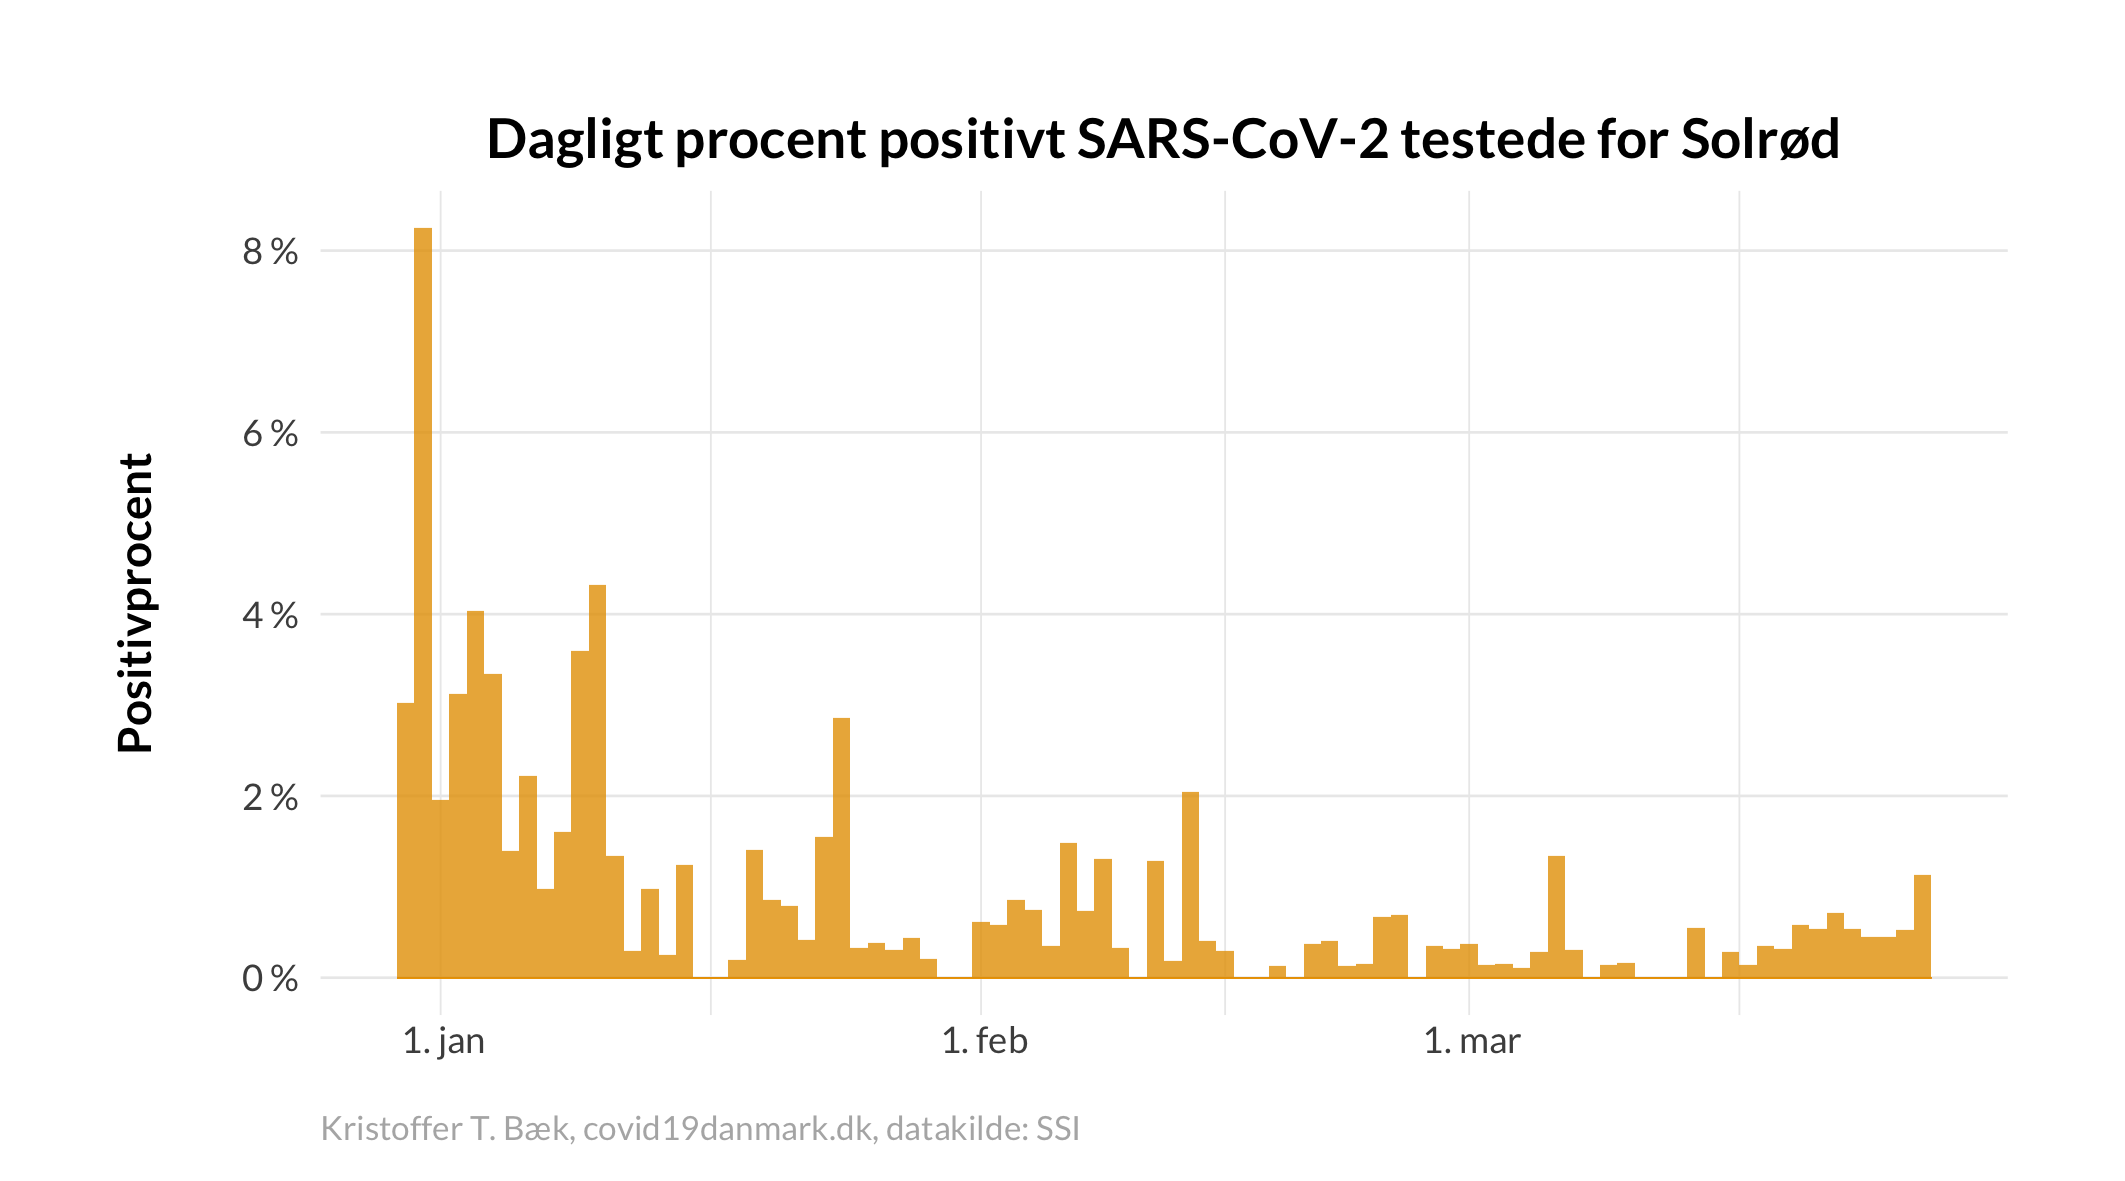 Dagligt procent positivt SARS-CoV-2 testede for Solrød
Positivprocent
8 %
6 %
4 %
2 %
0 %
1. jan
1. feb
1. mar
Kristoffer T. Bæk, covid19danmark.dk, datakilde: SSI